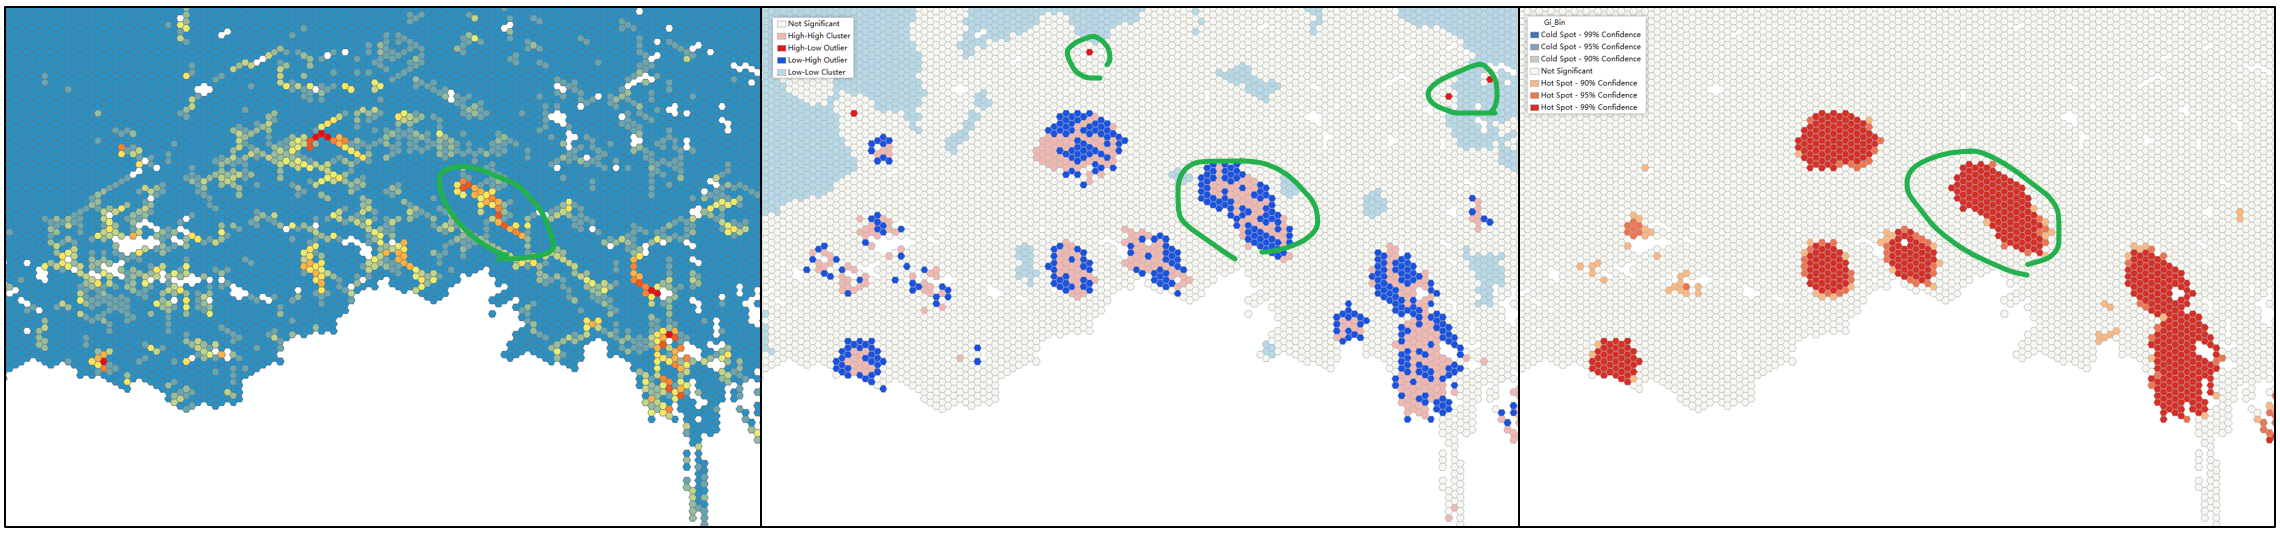 Not Significant
High-High Cluster
High-Low Outlier
Low-High Outlier
Low-Low Cluster
Gi_Bin
Cold Spot - 99% Confidence
Cold Spot - 95% Confidence
Cold Spot - 90% Confidence
Not Significant
Hot Spot - 90% Confidence
Hot Spot - 95% Confidence
Hot Spot - 99% Confidence